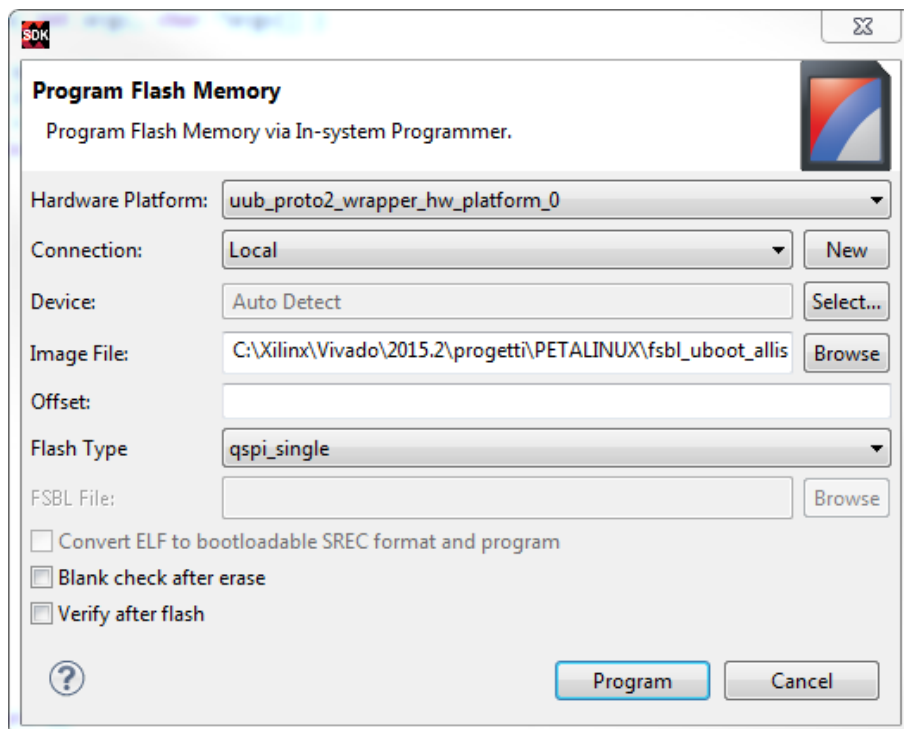 SDK
Program Flash Memory
Program Flash Memory via In-system Programmer.
Hardware Platform: uub_proto2_wrapper_hw_platform_0
Connection: Local New
Device: Auto Detect Select...
Image File: C:\Xilinx\Vivado\2015.2\progetti\PETALINUX\fsbl_uboot_allis Browse
Offset:
Flash Type qspi_single
FSBL File: Browse
Convert ELF to bootloadable SREC format and program
Blank check after erase
Verify after flash
? Program Cancel